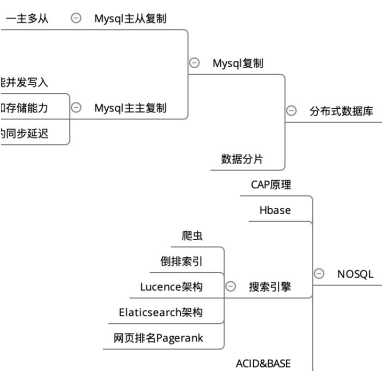 一主多从
Mysql主从复制
Mysql复制
能并发写入
和存储能力
Mysql主主复制
分布式数据库
的同步延迟
数据分片
CAP原理
Hbase
爬虫
倒排索引
NOSQL
Lucence架构
搜索引擎
Elaticsearch架构
网页排名Pagerank
ACID&BASE